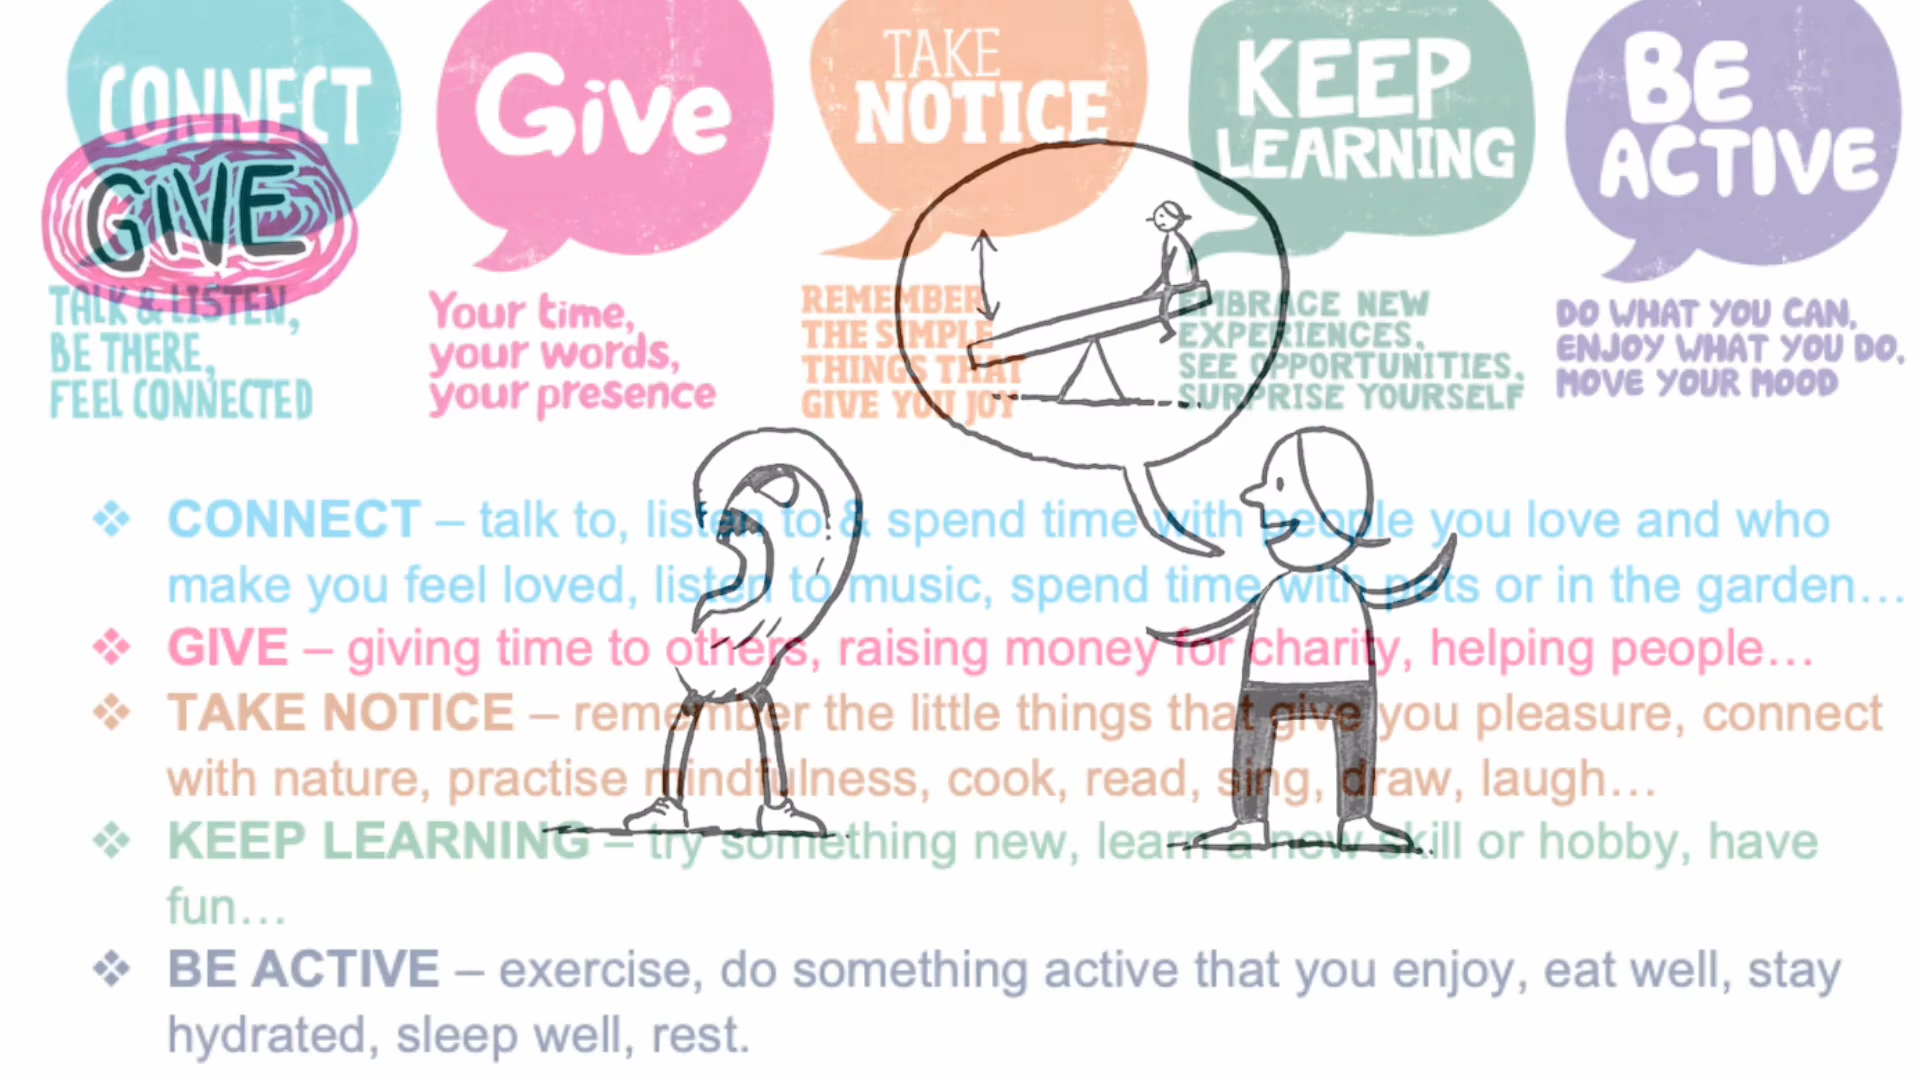 CONNECT
GIVE
TALK & LISTEN,
BE THERE,
FEEL CONNECTED
Give
Your time,
your words,
your presence
TAKE
NOTICE
REMEMBER
THE SIMPLE
THINGS THAT
GIVE YOU JOY
KEEP
LEARNING
EMBRACE NEW
EXPERIENCES,
SEE OPPORTUNITIES,
SURPRISE YOURSELF
BE
ACTIVE
DO WHAT YOU CAN,
ENJOY WHAT YOU DO,
MOVE YOUR MOOD
❖ CONNECT – talk to, listen to & spend time with people you love and who
make you feel loved, listen to music, spend time with pets or in the garden…
❖ GIVE – giving time to others, raising money for charity, helping people…
❖ TAKE NOTICE – remember the little things that give you pleasure, connect
with nature, practise mindfulness, cook, read, sing, draw, laugh…
❖ KEEP LEARNING – try something new, learn a new skill or hobby, have
fun…
❖ BE ACTIVE – exercise, do something active that you enjoy, eat well, stay
hydrated, sleep well, rest.